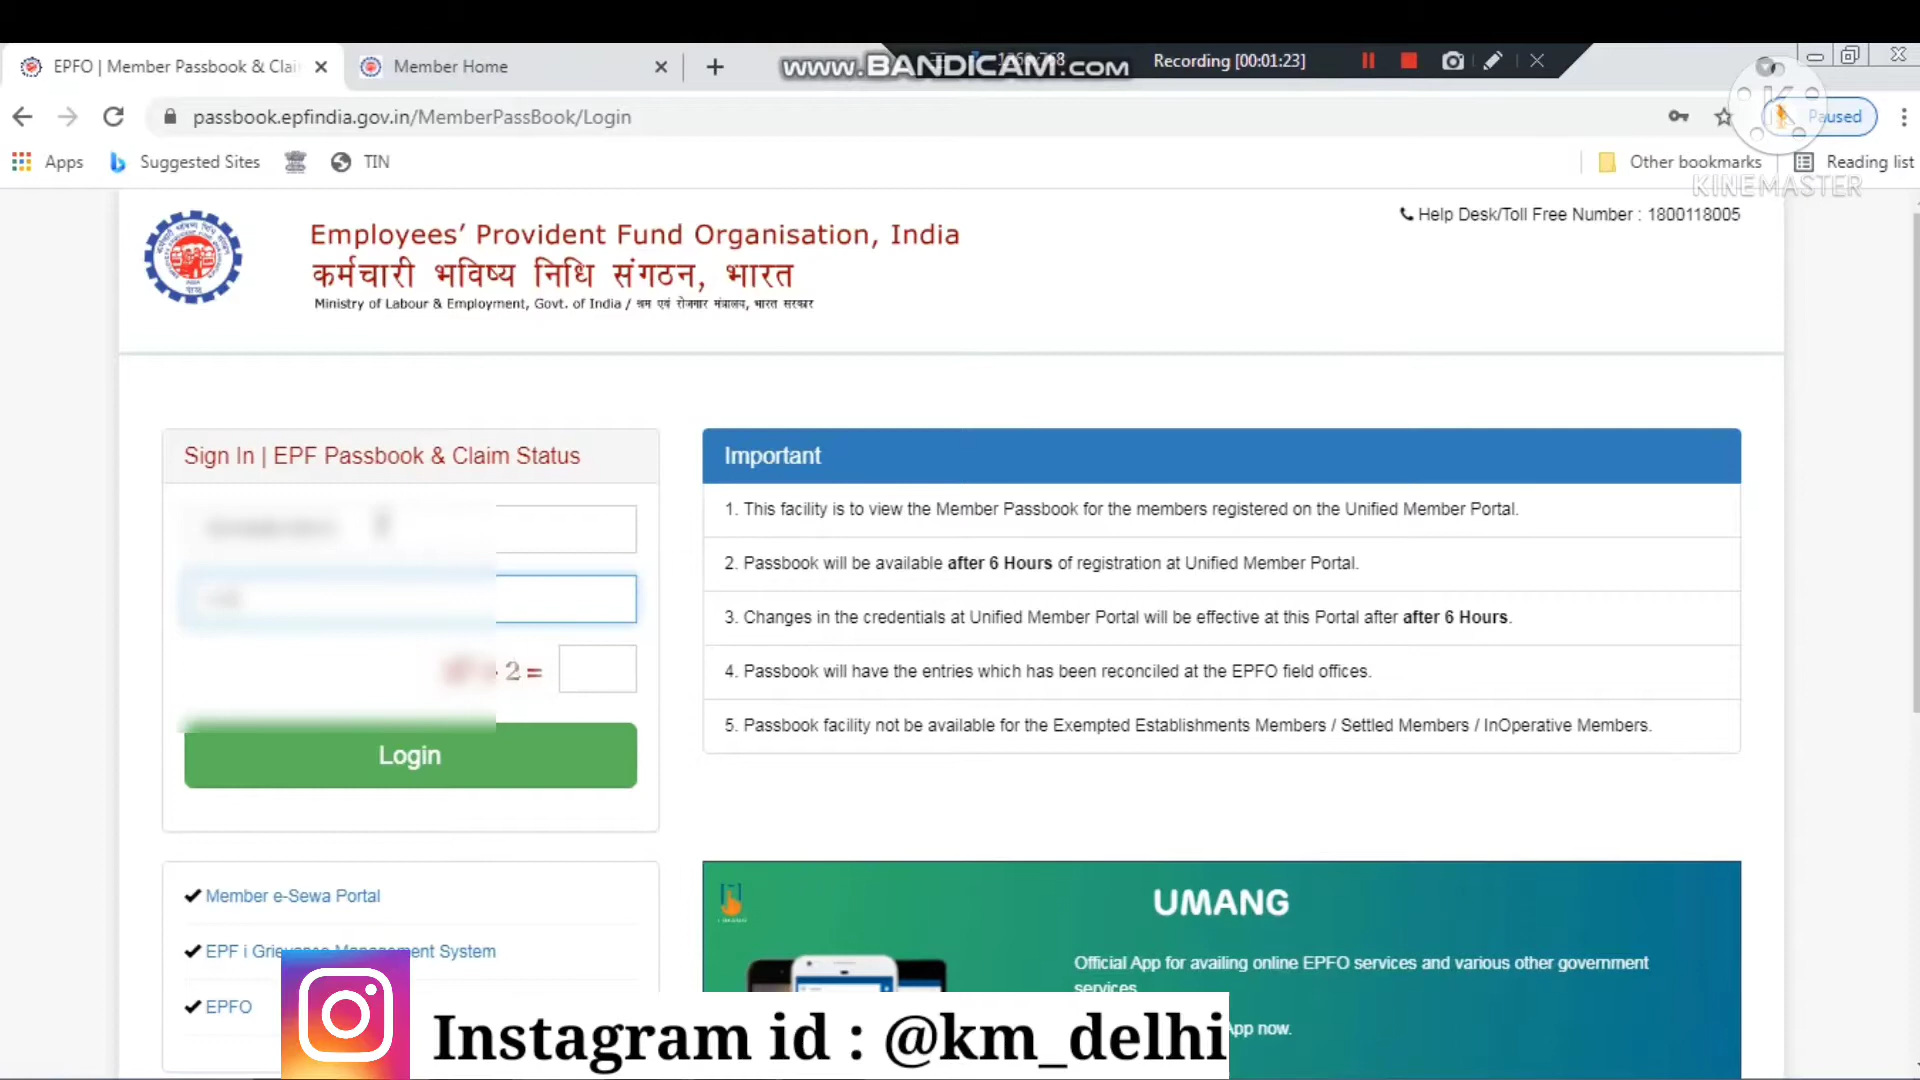 EPFO | Member Passbook & Clai
Member Home
www.BANDICAM.com
Recording [00:01:23]
passbook.epfindia.gov.in/MemberPassBook/Login
Paused
Apps
Suggested Sites
TIN
Other bookmarks
Reading list
KINEMASTER
Employees’ Provident Fund Organisation, India
कर्मचारी भविष्य निधि संगठन, भारत
Ministry of Labour & Employment, Govt. of India / श्रम एवं रोजगार मंत्रालय, भारत सरकार
Help Desk/Toll Free Number : 1800118005
Sign In | EPF Passbook & Claim Status
2 =
Login
Important
1. This facility is to view the Member Passbook for the members registered on the Unified Member Portal.
2. Passbook will be available after 6 Hours of registration at Unified Member Portal.
3. Changes in the credentials at Unified Member Portal will be effective at this Portal after after 6 Hours.
4. Passbook will have the entries which has been reconciled at the EPFO field offices.
5. Passbook facility not be available for the Exempted Establishments Members / Settled Members / InOperative Members.
Member e-Sewa Portal
EPF i Grievance Management System
EPFO
UMANG
Official App for availing online EPFO services and various other government
services
App now.
Instagram id : @km_delhi